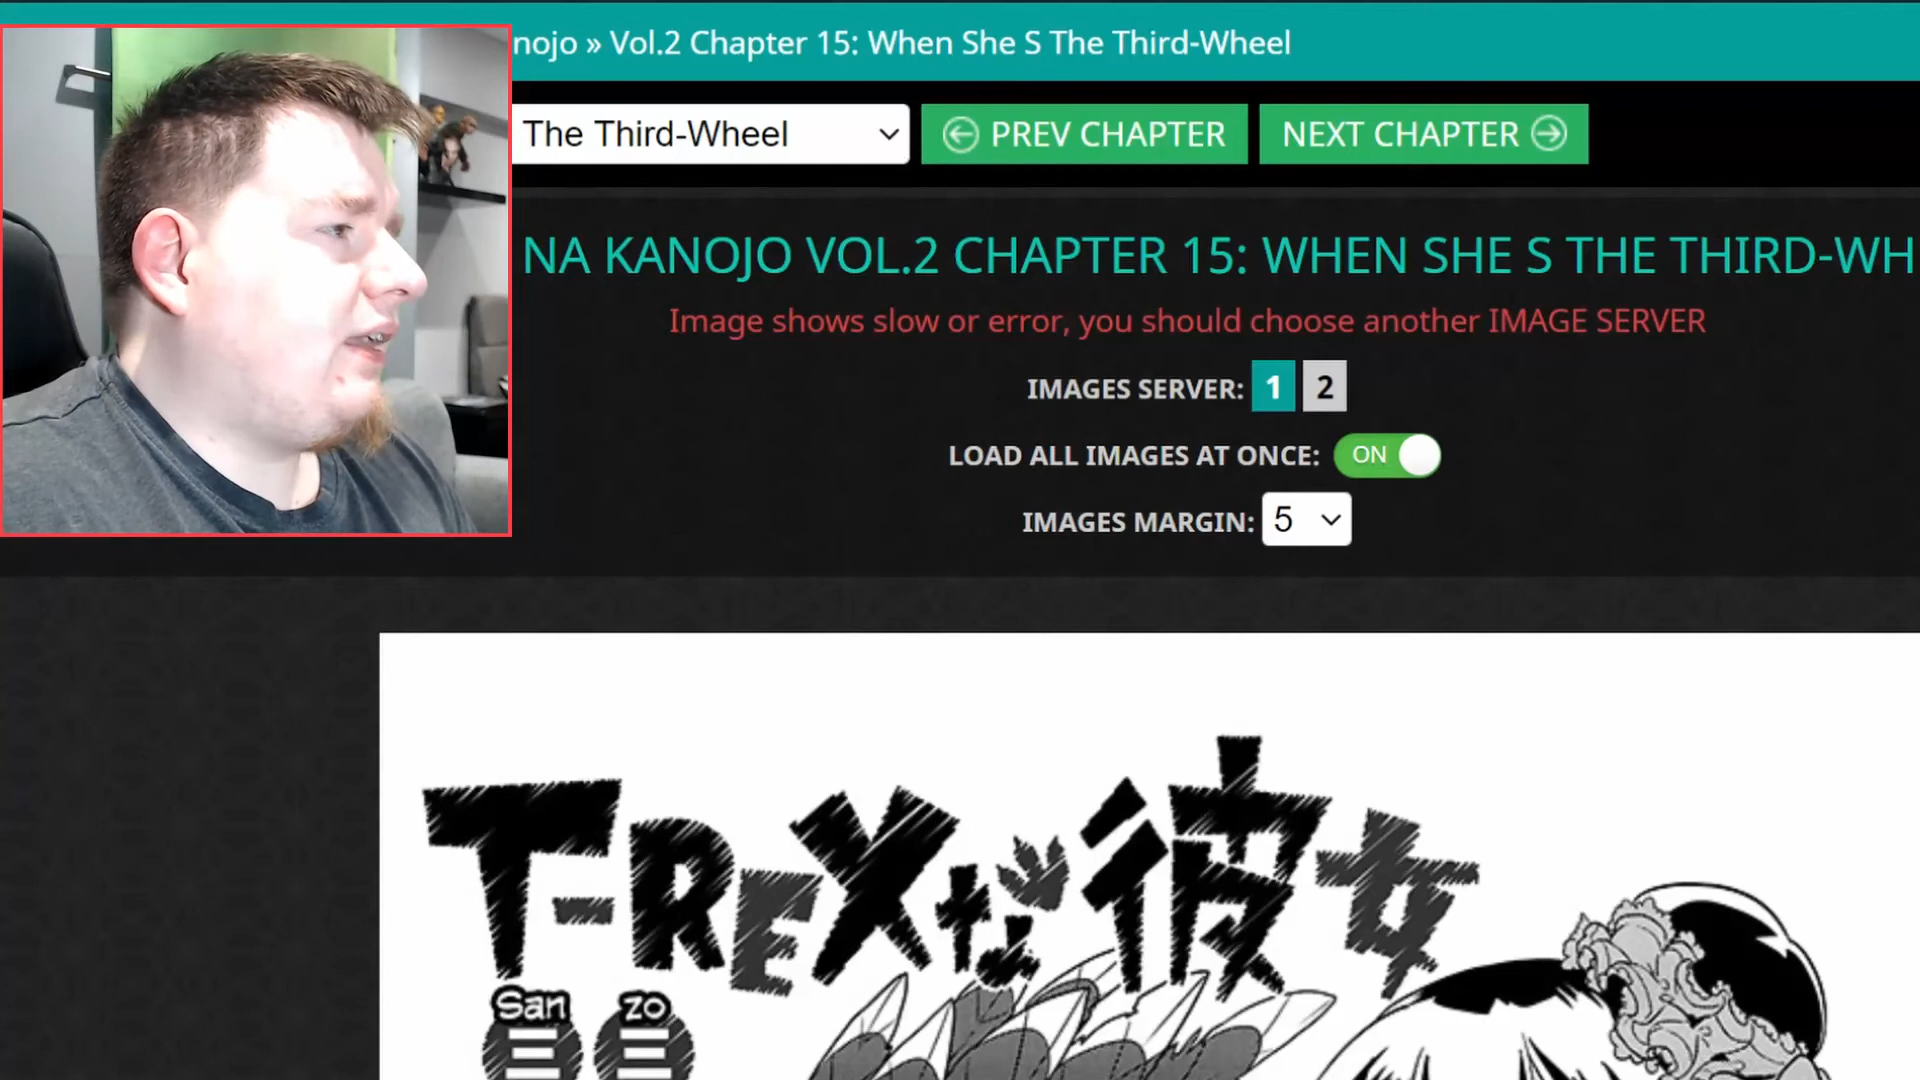 nojo » Vol.2 Chapter 15: When She S The Third-Wheel
The Third-Wheel
PREV CHAPTER
NEXT CHAPTER
NA KANOJO VOL.2 CHAPTER 15: WHEN SHE S THE THIRD-WH
Image shows slow or error, you should choose another IMAGE SERVER
IMAGES SERVER: 1 2
LOAD ALL IMAGES AT ONCE: ON
IMAGES MARGIN: 5
T-REXな彼女
San zo